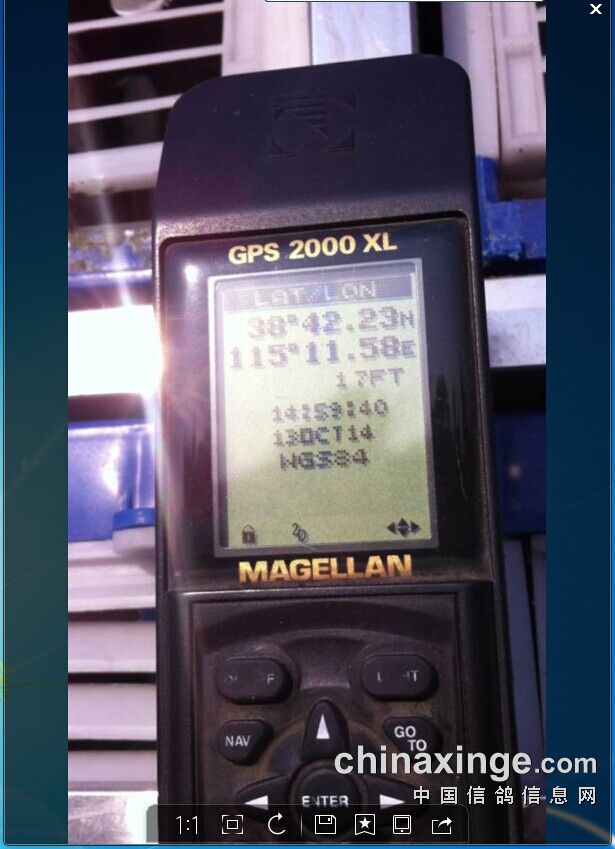 GPS 2000 XL
LAT/LON
38°42.23N
115°11.58E
17FT
14:59:40
13OCT14
WGS84
2D
MAGELLAN
NAV
GO
TO
ENTER
chinaxinge.com
中国信鸽信息网
1:1